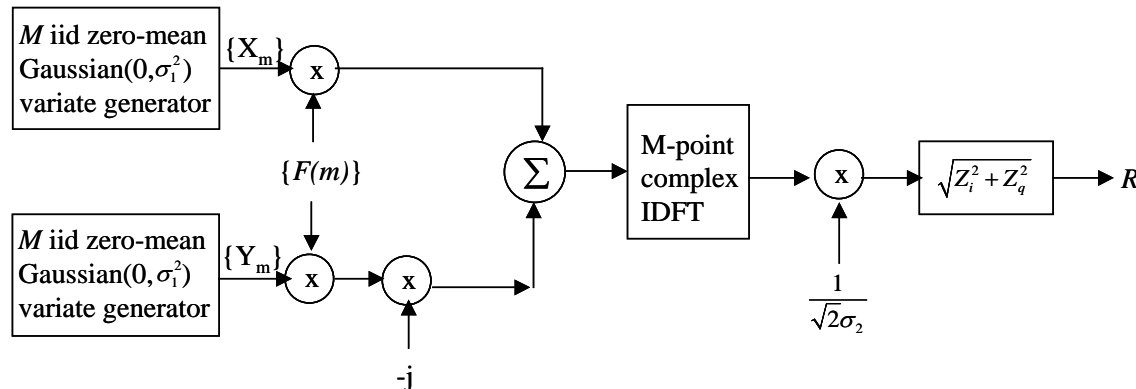 M iid zero-mean
Gaussian(0,σ₁²)
variate generator
{Xₘ}
x
{F(m)}
M iid zero-mean
Gaussian(0,σ₁²)
variate generator
{Yₘ}
x
x
-j
Σ
M-point
complex
IDFT
x
1
√2σ₂
√Zᵢ²+Z_q²
R